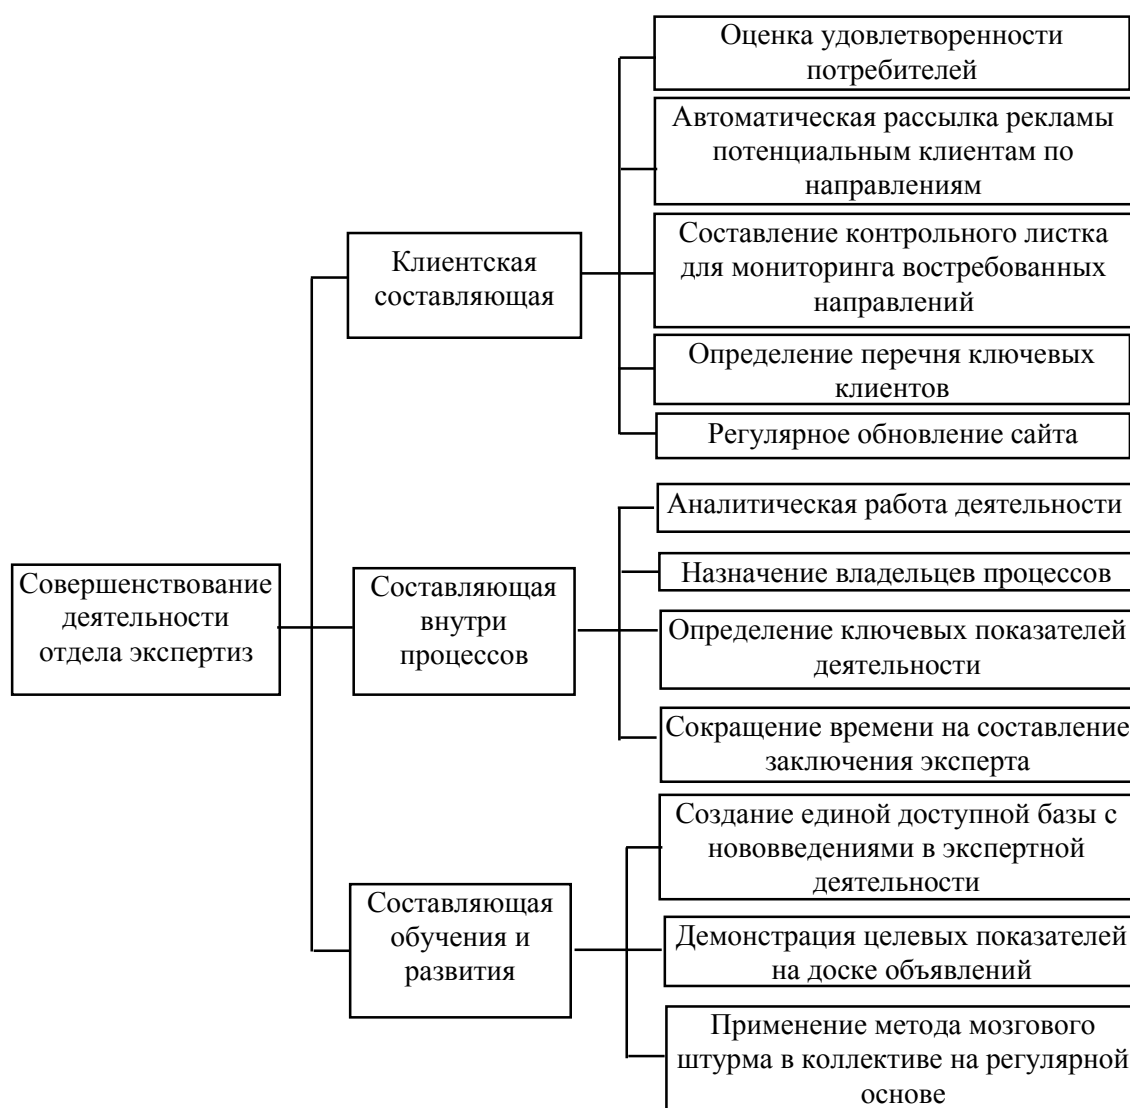 Совершенствование
деятельности
отдела экспертиз
Клиентская
составляющая
Оценка удовлетворенности
потребителей
Автоматическая рассылка рекламы
потенциальным клиентам по
направлениям
Составление контрольного листка
для мониторинга востребованных
направлений
Определение перечня ключевых
клиентов
Регулярное обновление сайта
Составляющая
внутри
процессов
Аналитическая работа деятельности
Назначение владельцев процессов
Определение ключевых показателей
деятельности
Сокращение времени на составление
заключения эксперта
Составляющая
обучения и
развития
Создание единой доступной базы с
нововведениями в экспертной
деятельности
Демонстрация целевых показателей
на доске объявлений
Применение метода мозгового
штурма в коллективе на регулярной
основе